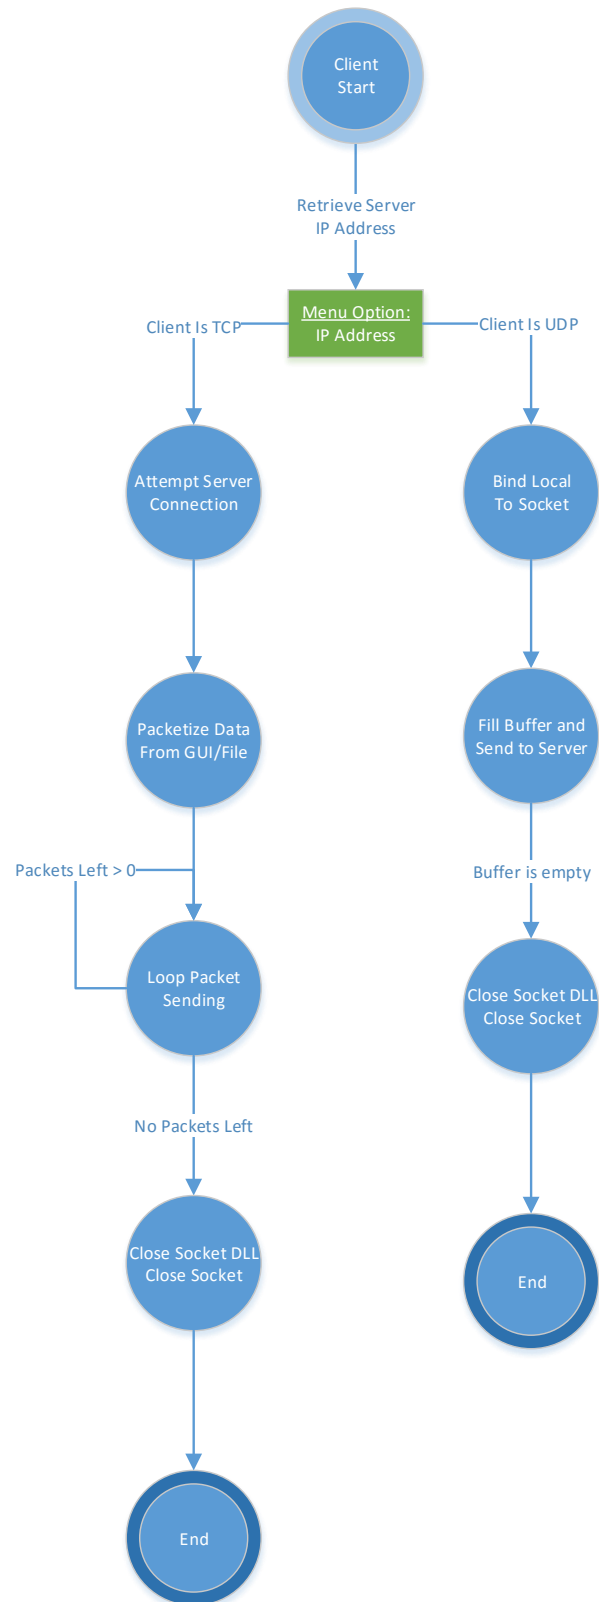 Client
Start
Retrieve Server
IP Address
Menu Option:
IP Address
Client Is TCP
Client Is UDP
Attempt Server
Connection
Bind Local
To Socket
Packetize Data
From GUI/File
Fill Buffer and
Send to Server
Packets Left > 0
Buffer is empty
Loop Packet
Sending
Close Socket DLL
Close Socket
No Packets Left
Close Socket DLL
Close Socket
End
End